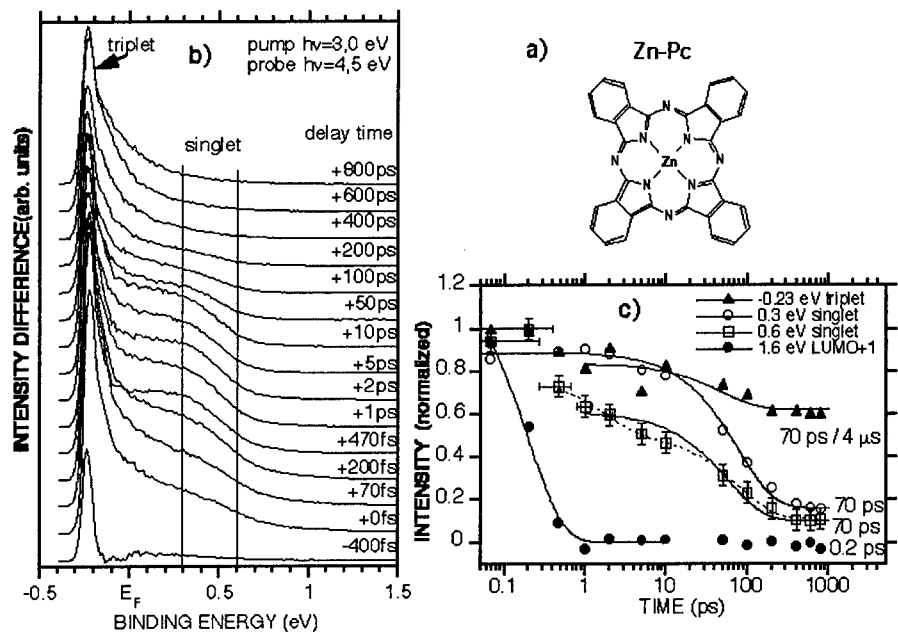 b)
triplet
pump hν=3,0 eV
probe hν=4,5 eV
singlet
delay time
+800ps
+600ps
+400ps
+200ps
+100ps
+50ps
+10ps
+5ps
+2ps
+1ps
+470fs
+200fs
+70fs
+0fs
-400fs
INTENSITY DIFFERENCE(arb. units)
-0.5
E_F
0.5
1.0
1.5
BINDING ENERGY (eV)
a)
Zn-Pc
N
N
N
N
N
Zn
N
N
N
c)
-0.23 eV triplet
0.3 eV singlet
0.6 eV singlet
1.6 eV LUMO+1
70 ps / 4 µs
70 ps
70 ps
0.2 ps
INTENSITY (normalized)
1.2
1
0.8
0.6
0.4
0.2
0
0.1
1
10
100
1000
TIME (ps)